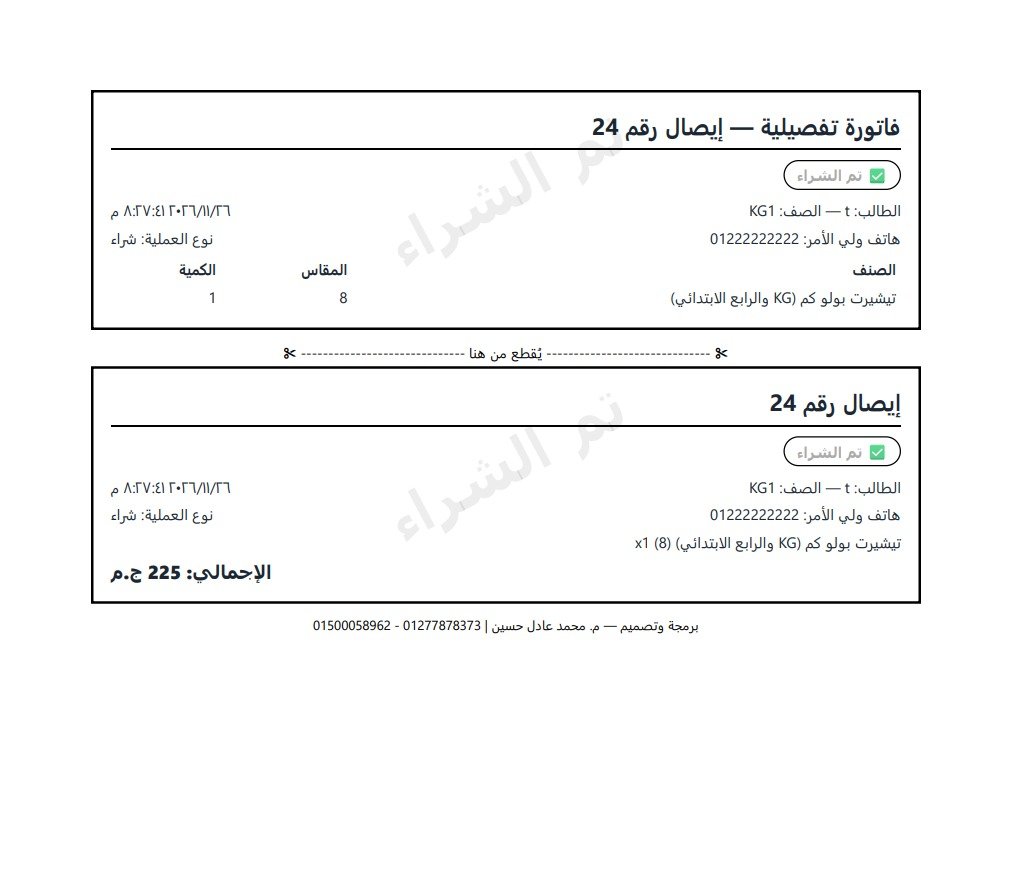 فاتورة تفصيلية — إيصال رقم 24
✅ تم الشراء
الطالب: t — الصف: KG1 ٢٠٢٦/١١/٢٦ ٨:٢٧:٤١ م
هاتف ولي الأمر: 01222222222 نوع العملية: شراء
الصنف المقاس الكمية
تيشيرت بولو كم (KG والرابع الابتدائي) 8 1
تم الشراء
✂ ------------------------------ يُقطع من هنا ------------------------------ ✂
إيصال رقم 24
✅ تم الشراء
الطالب: t — الصف: KG1 ٢٠٢٦/١١/٢٦ ٨:٢٧:٤١ م
هاتف ولي الأمر: 01222222222 نوع العملية: شراء
تيشيرت بولو كم (KG والرابع الابتدائي) (8) x1
الإجمالي: 225 ج.م
تم الشراء
برمجة وتصميم — م. محمد عادل حسين | 01277878373 - 01500058962